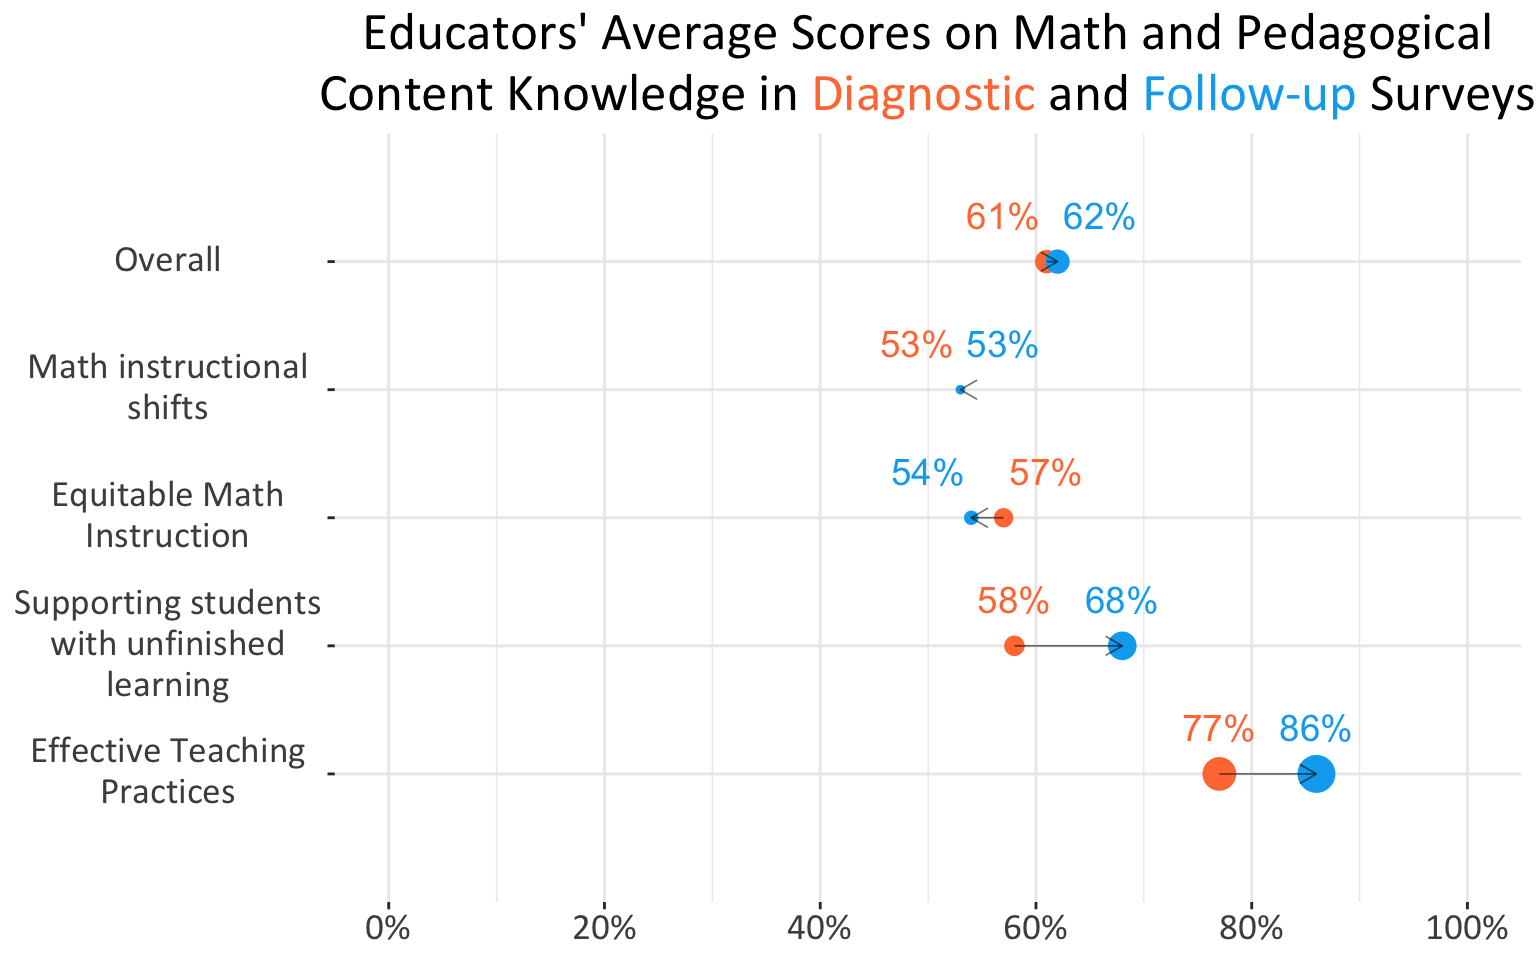 Educators' Average Scores on Math and Pedagogical
Content Knowledge in Diagnostic and Follow-up Surveys
61% 62%
Overall
53% 53%
Math instructional
shifts
54% 57%
Equitable Math
Instruction
58% 68%
Supporting students
with unfinished
learning
77% 86%
Effective Teaching
Practices
0% 20% 40% 60% 80% 100%